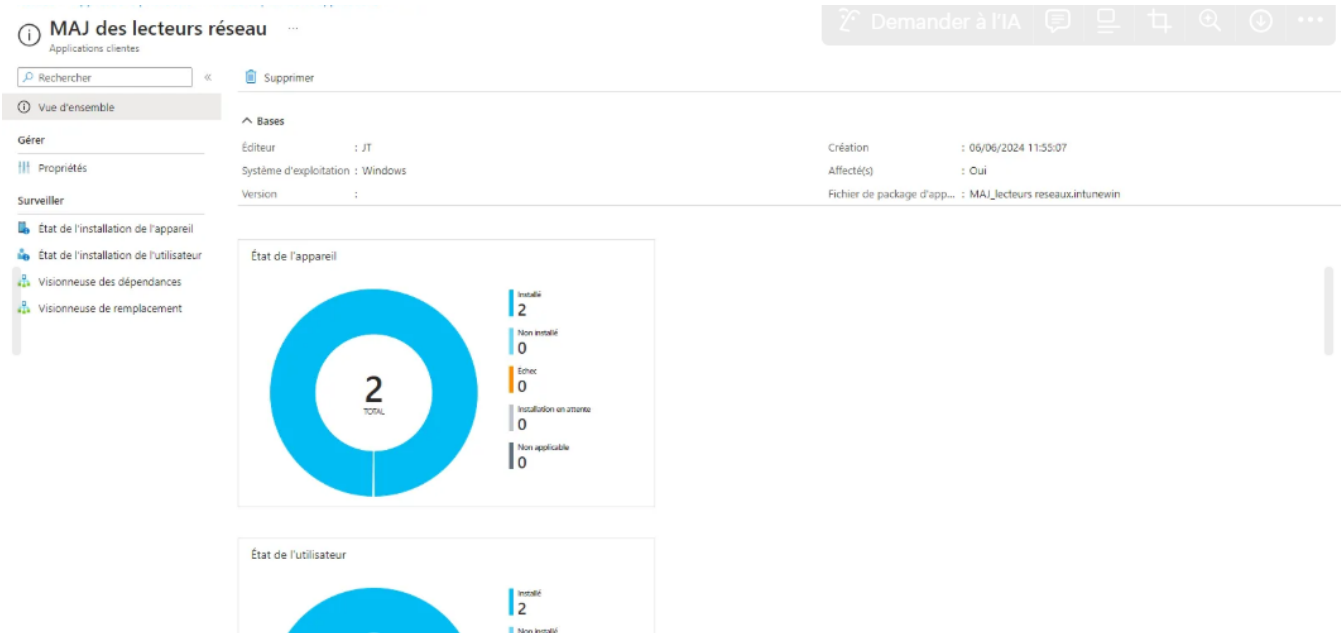 MAJ des lecteurs réseau ...
Applications clientes
Demander à l'IA
Rechercher
«
Supprimer
Vue d'ensemble
Gérer
Propriétés
Surveiller
État de l'installation de l'appareil
État de l'installation de l'utilisateur
Visionneuse des dépendances
Visionneuse de remplacement
Bases
Éditeur : JT
Système d'exploitation : Windows
Version :
Création : 06/06/2024 11:55:07
Affecté(s) : Oui
Fichier de package d'app... : MAJ_lecteurs reseaux.intunewin
État de l'appareil
2
TOTAL
Installé
2
Non installé
0
Échec
0
Installation en attente
0
Non applicable
0
État de l'utilisateur
Installé
2
Non installé